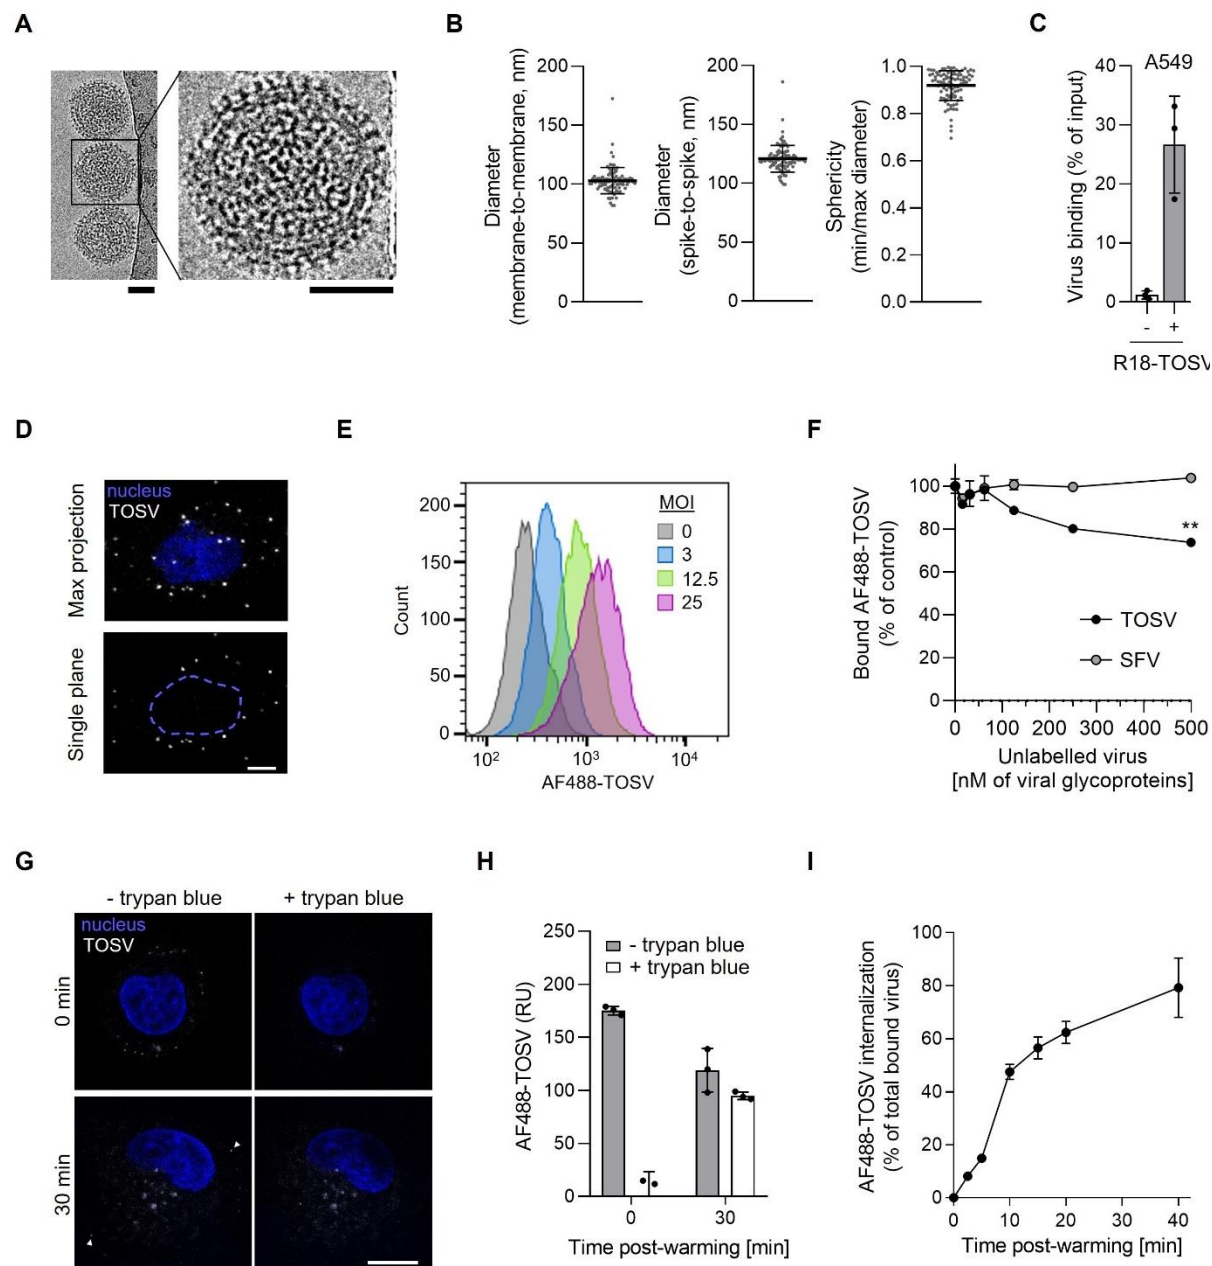 A
B
Diameter
(membrane-to-membrane, nm)
200
150
100
50
0
Diameter
(spike-to-spike, nm)
200
150
100
50
0
Sphericity
(min/max diameter)
1.0
0.8
0.6
0.4
0.2
0.0
C
A549
Virus binding (% of input)
40
30
20
10
0
- +
R18-TOSV
D
Max projection
nucleus
TOSV
Single plane
E
Count
200
150
100
50
0
MOI
0
3
12.5
25
10² 10³ 10⁴
AF488-TOSV
F
Bound AF488-TOSV
(% of control)
100
80
60
40
20
0
**
TOSV
SFV
0 100 200 300 400 500
Unlabelled virus
[nM of viral glycoproteins]
G
- trypan blue + trypan blue
nucleus
TOSV
0 min
30 min
H
AF488-TOSV (RU)
250
200
150
100
50
0
- trypan blue
+ trypan blue
0 30
Time post-warming [min]
I
AF488-TOSV internalization
(% of total bound virus)
100
80
60
40
20
0
0 10 20 30 40
Time post-warming [min]